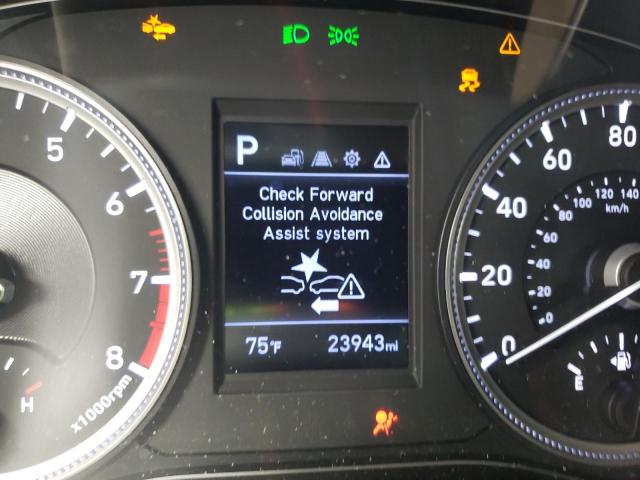 P
Check Forward
Collision Avoidance
Assist system
75°F 23943mi
5
6
7
8
x1000rpm
H
80
60
40
20
0
140
120
100
80
60
40
20
0
km/h
E